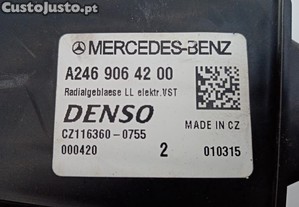 CustoJusto.pt
MERCEDES-BENZ
A246 906 42 00
Radialgeblaese LL elektr.VST
DENSO
CZ116360-0755
MADE IN CZ
000420 2 010315